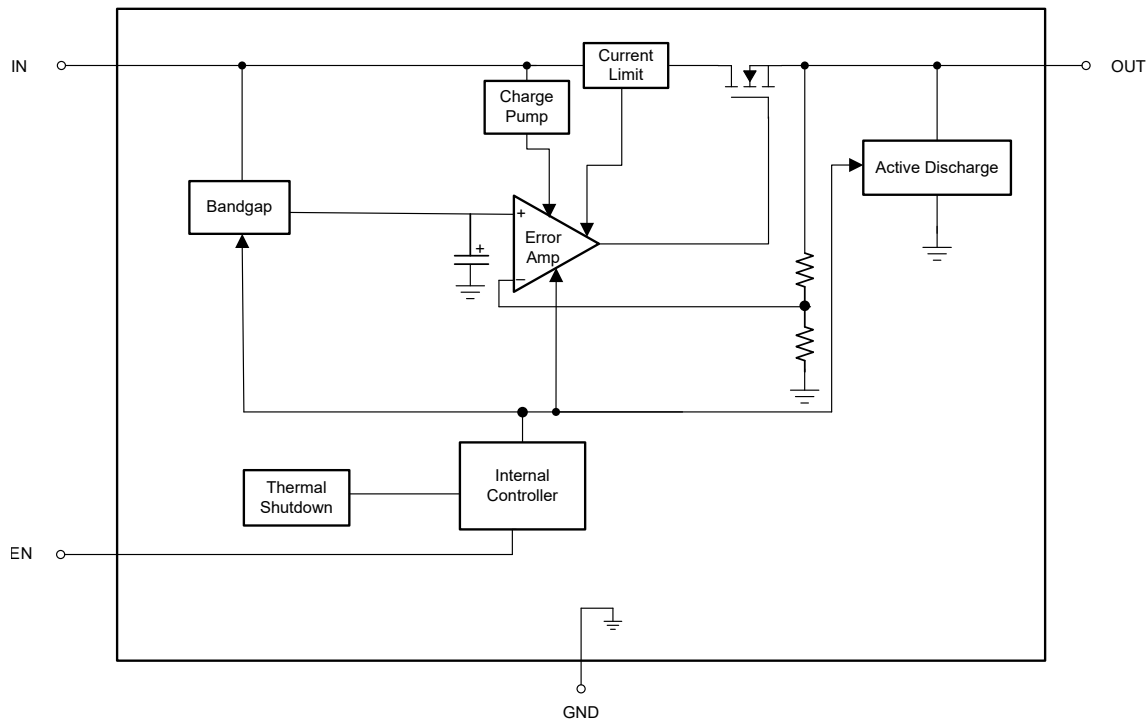 IN
Current
Limit
OUT
Charge
Pump
Active Discharge
Bandgap
+
+
Error
Amp
–
Internal
Controller
Thermal
Shutdown
EN
GND